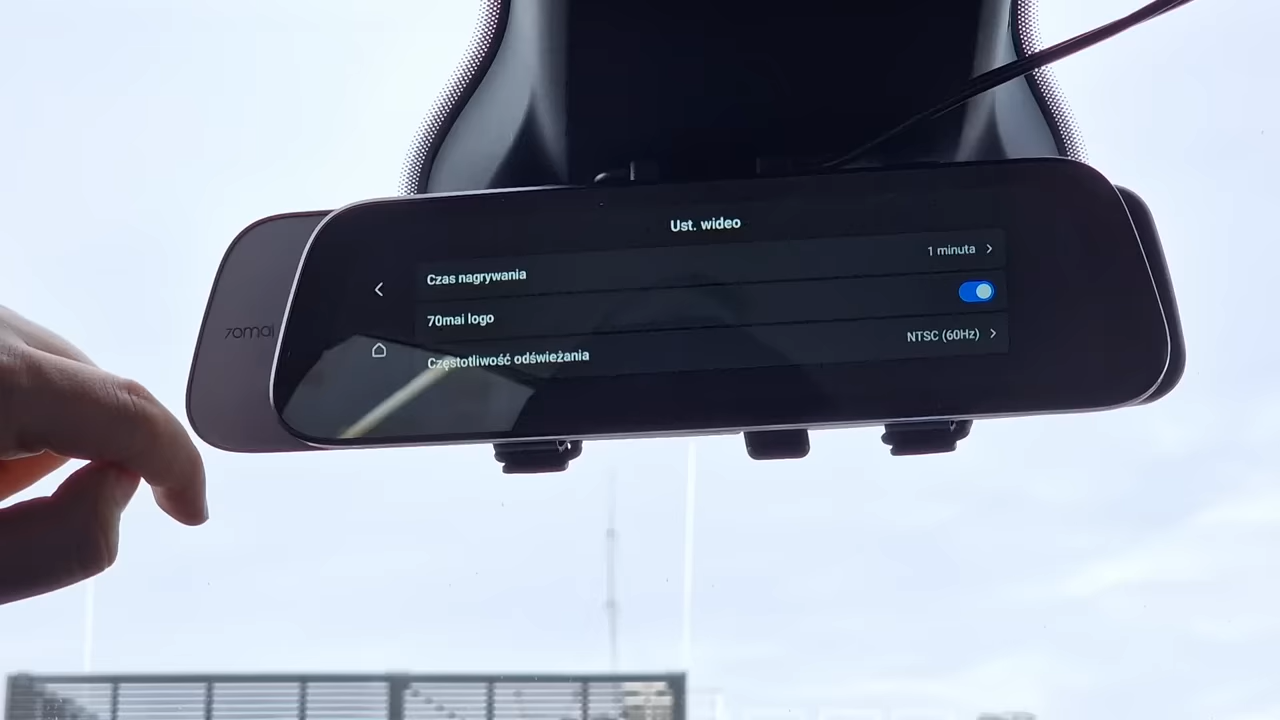 Ust. wideo
Czas nagrywania 1 minuta
70mai logo
Częstotliwość odświeżania NTSC (60Hz)
70mai